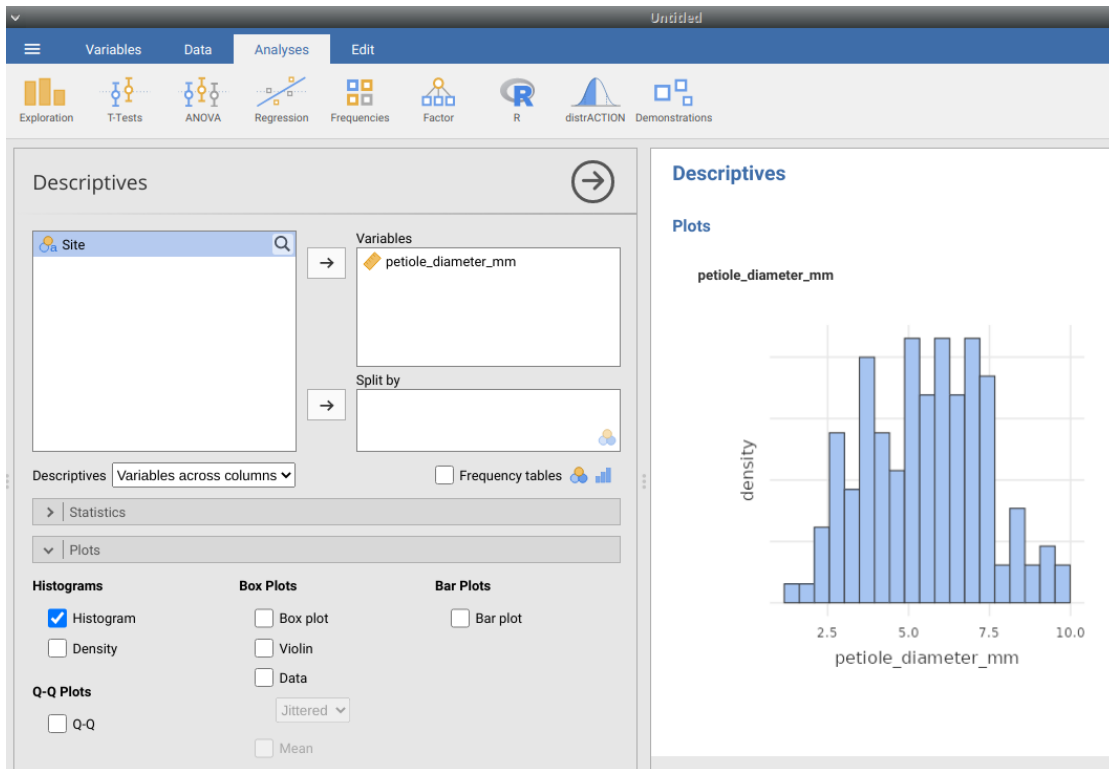 Untitled
Variables Data Analyses Edit
Exploration T-Tests ANOVA Regression Frequencies Factor R distrACTION Demonstrations
Descriptives
Site
Variables
petiole_diameter_mm
Split by
Descriptives Variables across columns Frequency tables
Statistics
Plots
Histograms Box Plots Bar Plots
Histogram Box plot Bar plot
Density Violin
Data
Q-Q Plots
Jittered
Q-Q
Mean
Descriptives
Plots
petiole_diameter_mm
density
2.5 5.0 7.5 10.0
petiole_diameter_mm